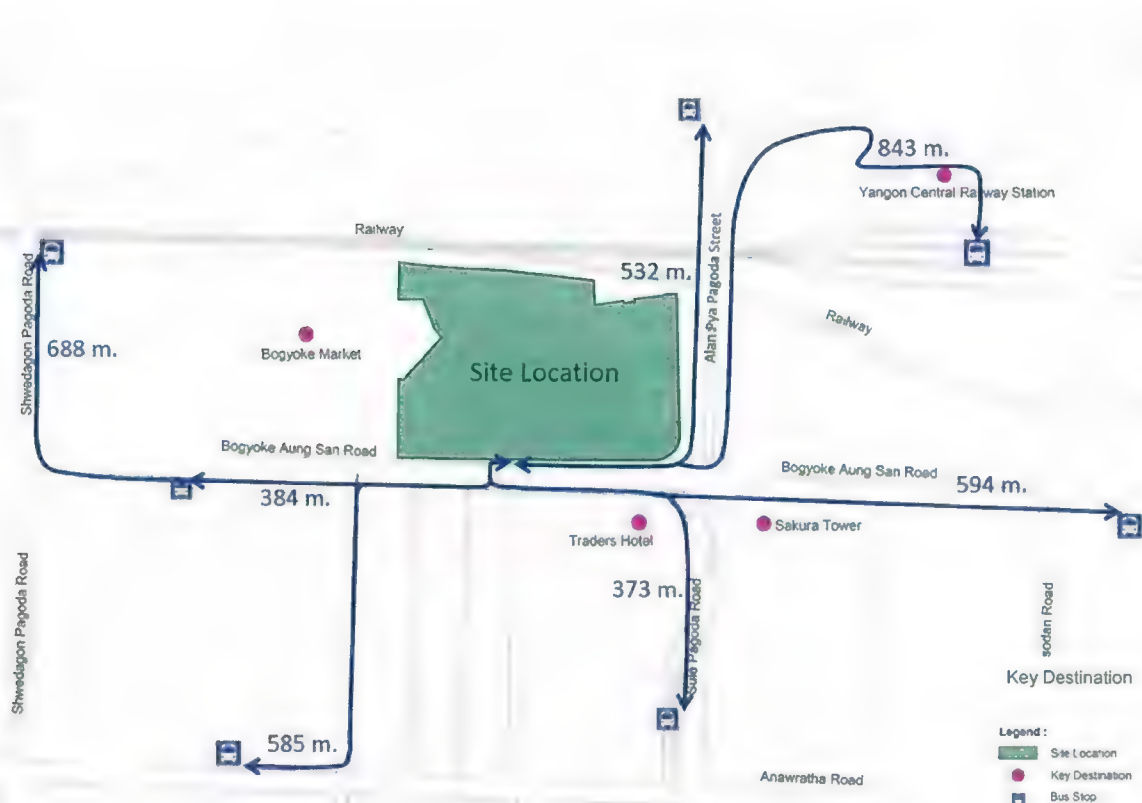 843 m.
Yangon Central Railway Station
Railway
532 m.
Alan Pya Pagoda Street
Shwedagon Pagoda Road
688 m.
Bogyoke Market
Site Location
Railway
Bogyoke Aung San Road
Bogyoke Aung San Road
384 m.
594 m.
Traders Hotel
Sakura Tower
373 m.
Sule Pagoda Road
Shwedagon Pagoda Road
sodan Road
Key Destination
585 m.
Anawratha Road
Legend :
Site Location
Key Destination
Bus Stop